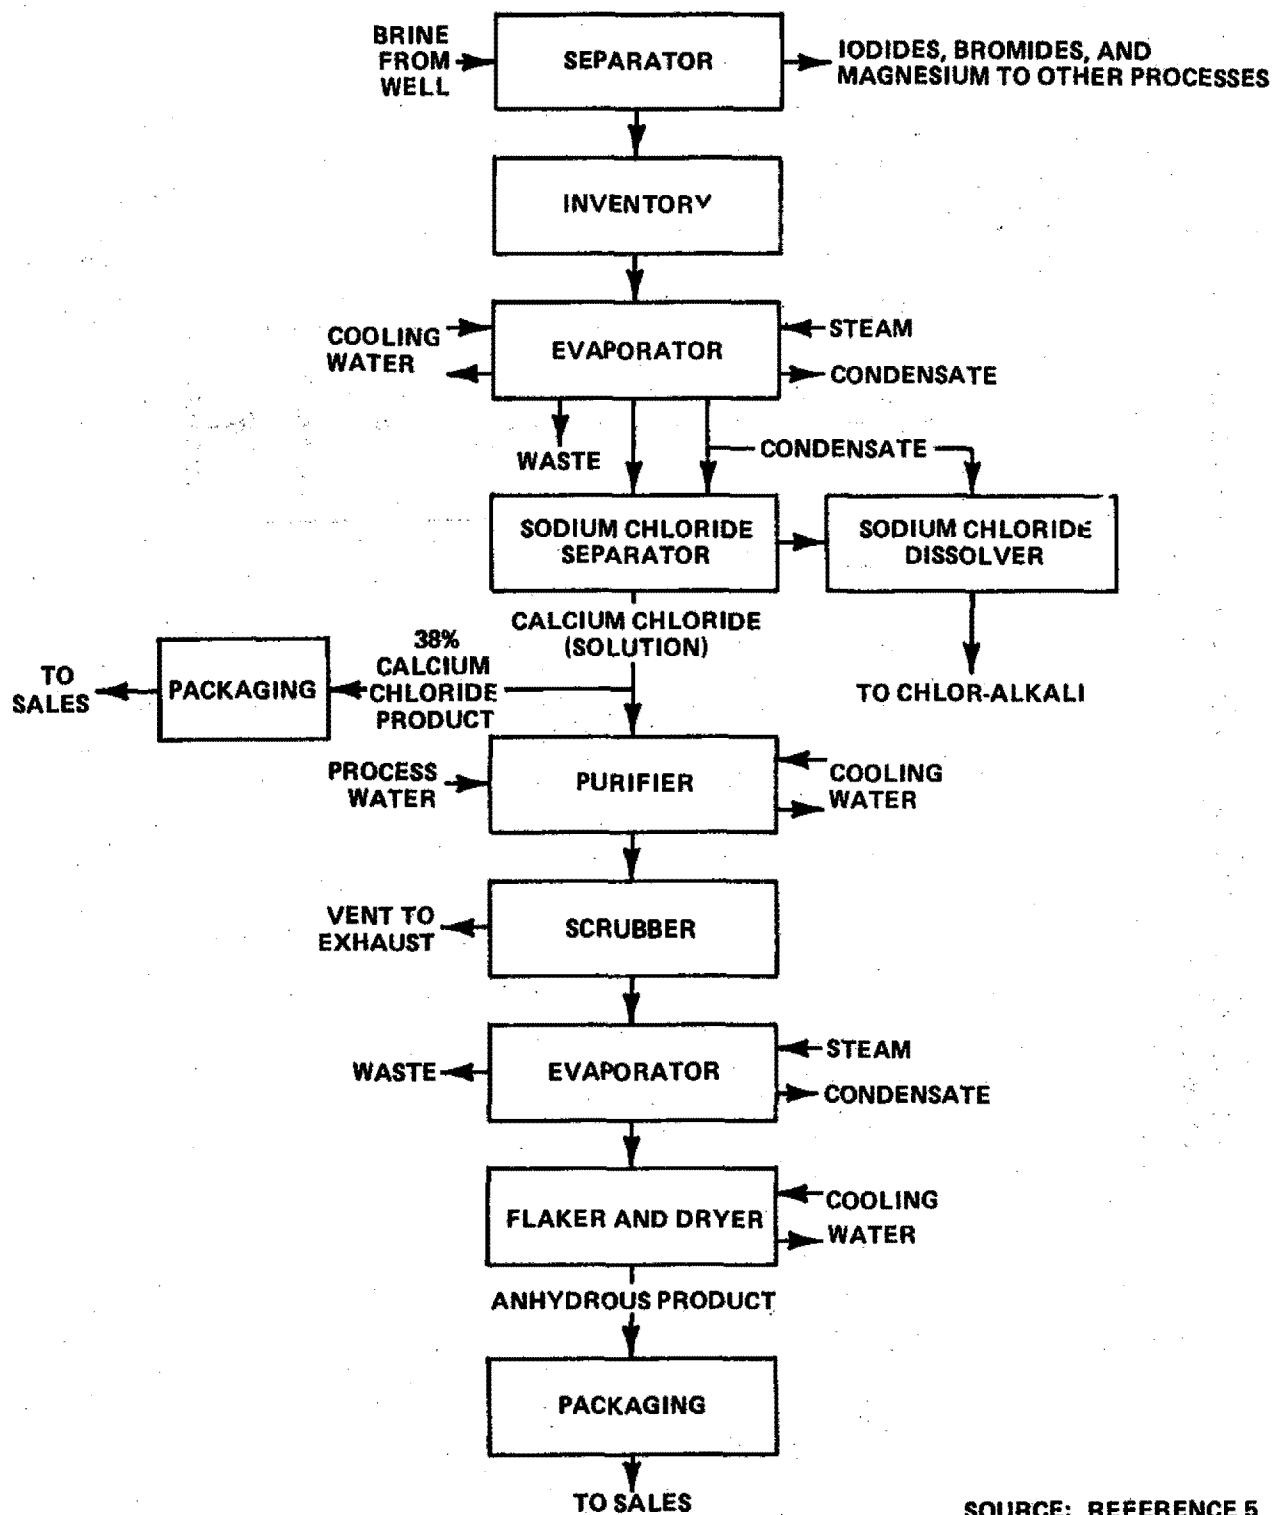 BRINE
FROM
WELL
SEPARATOR
IODIDES, BROMIDES, AND
MAGNESIUM TO OTHER PROCESSES
INVENTORY
COOLING
WATER
EVAPORATOR
STEAM
CONDENSATE
WASTE
CONDENSATE
SODIUM CHLORIDE
SEPARATOR
SODIUM CHLORIDE
DISSOLVER
CALCIUM CHLORIDE
(SOLUTION)
TO
SALES
PACKAGING
38%
CALCIUM
CHLORIDE
PRODUCT
TO CHLOR-ALKALI
PROCESS
WATER
PURIFIER
COOLING
WATER
VENT TO
EXHAUST
SCRUBBER
WASTE
EVAPORATOR
STEAM
CONDENSATE
FLAKER AND DRYER
COOLING
WATER
ANHYDROUS PRODUCT
PACKAGING
TO SALES
SOURCE: REFERENCE 5